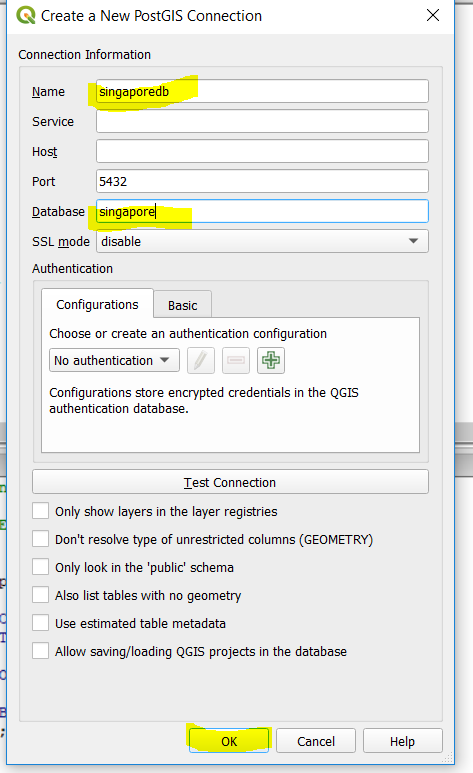 Create a New PostGIS Connection
Connection Information
Name singaporedb
Service
Host
Port 5432
Database singapore
SSL mode disable
Authentication
Configurations Basic
Choose or create an authentication configuration
No authentication
Configurations store encrypted credentials in the QGIS
authentication database.
Test Connection
Only show layers in the layer registries
Don't resolve type of unrestricted columns (GEOMETRY)
Only look in the 'public' schema
Also list tables with no geometry
Use estimated table metadata
Allow saving/loading QGIS projects in the database
OK Cancel Help